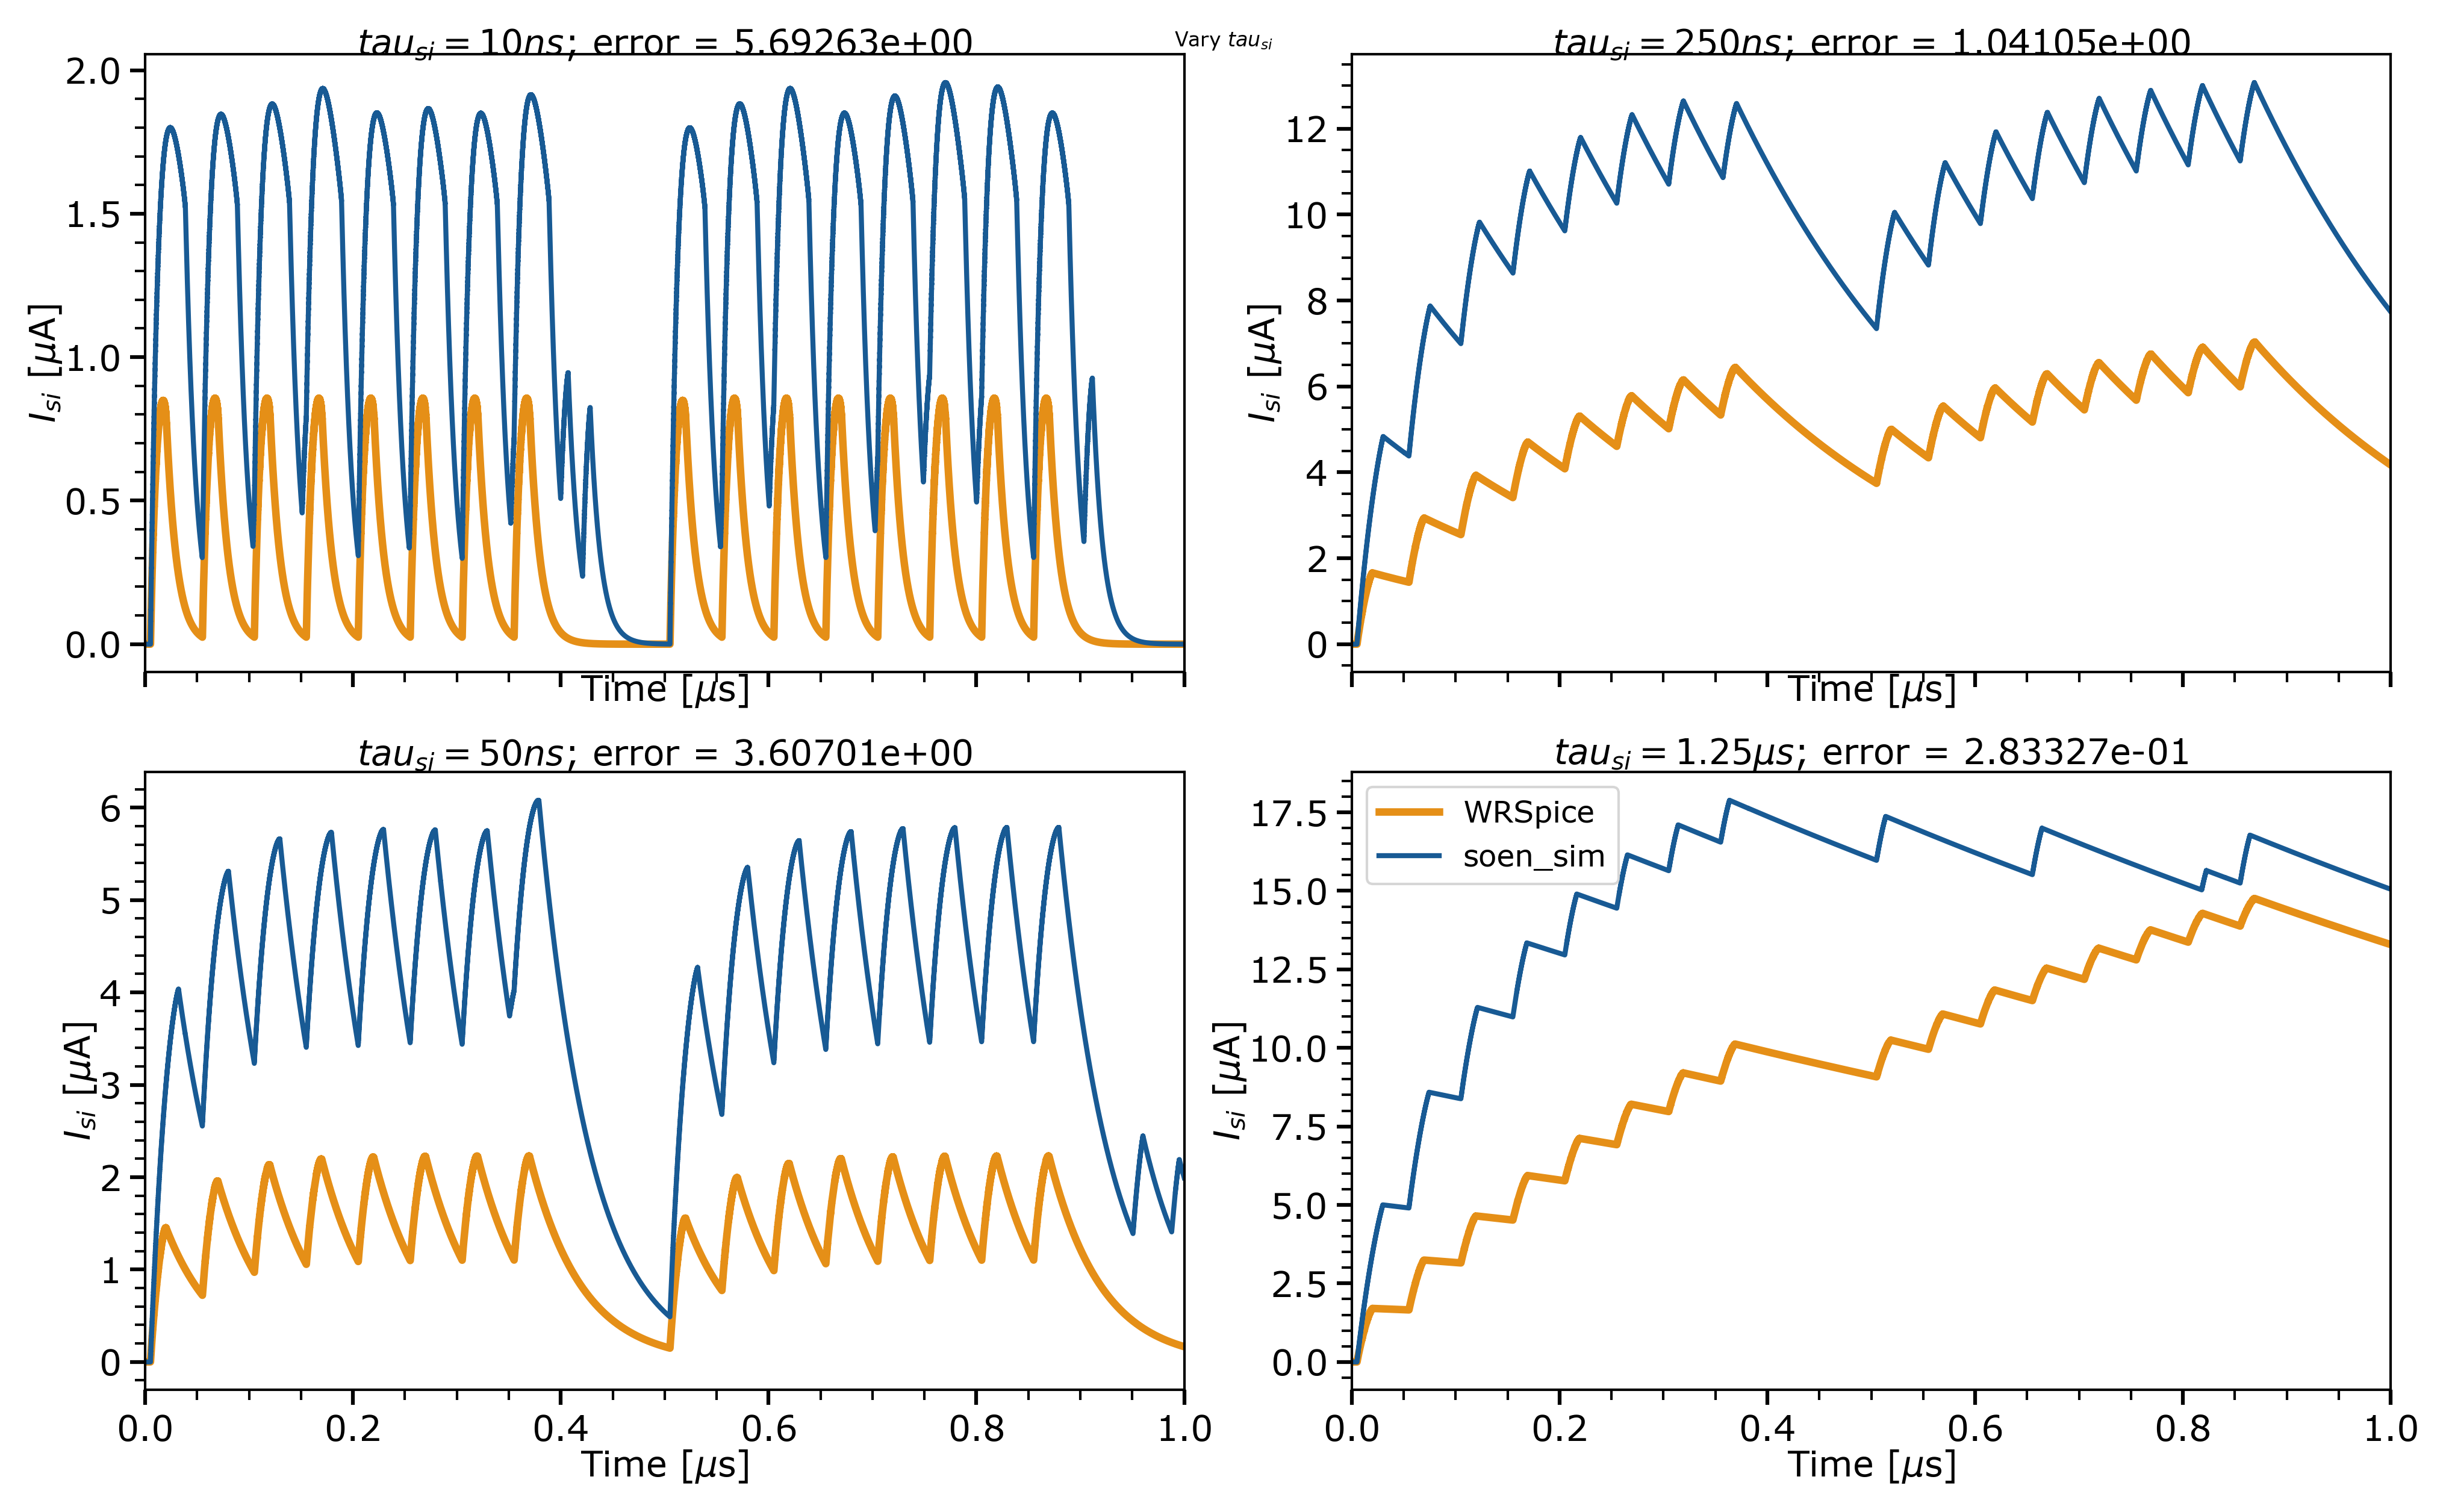 Vary tau_si
tau_si = 10ns; error = 5.69263e+00
2.0
1.5
1.0
0.5
0.0
I_si [μA]
Time [μs]
tau_si = 250ns; error = 1.04105e+00
12
10
8
6
4
2
0
I_si [μA]
Time [μs]
tau_si = 50ns; error = 3.60701e+00
6
5
4
3
2
1
0
I_si [μA]
0.0 0.2 0.4 0.6 0.8 1.0
Time [μs]
tau_si = 1.25μs; error = 2.83327e-01
WRSpice
soen_sim
17.5
15.0
12.5
10.0
7.5
5.0
2.5
0.0
I_si [μA]
0.0 0.2 0.4 0.6 0.8 1.0
Time [μs]